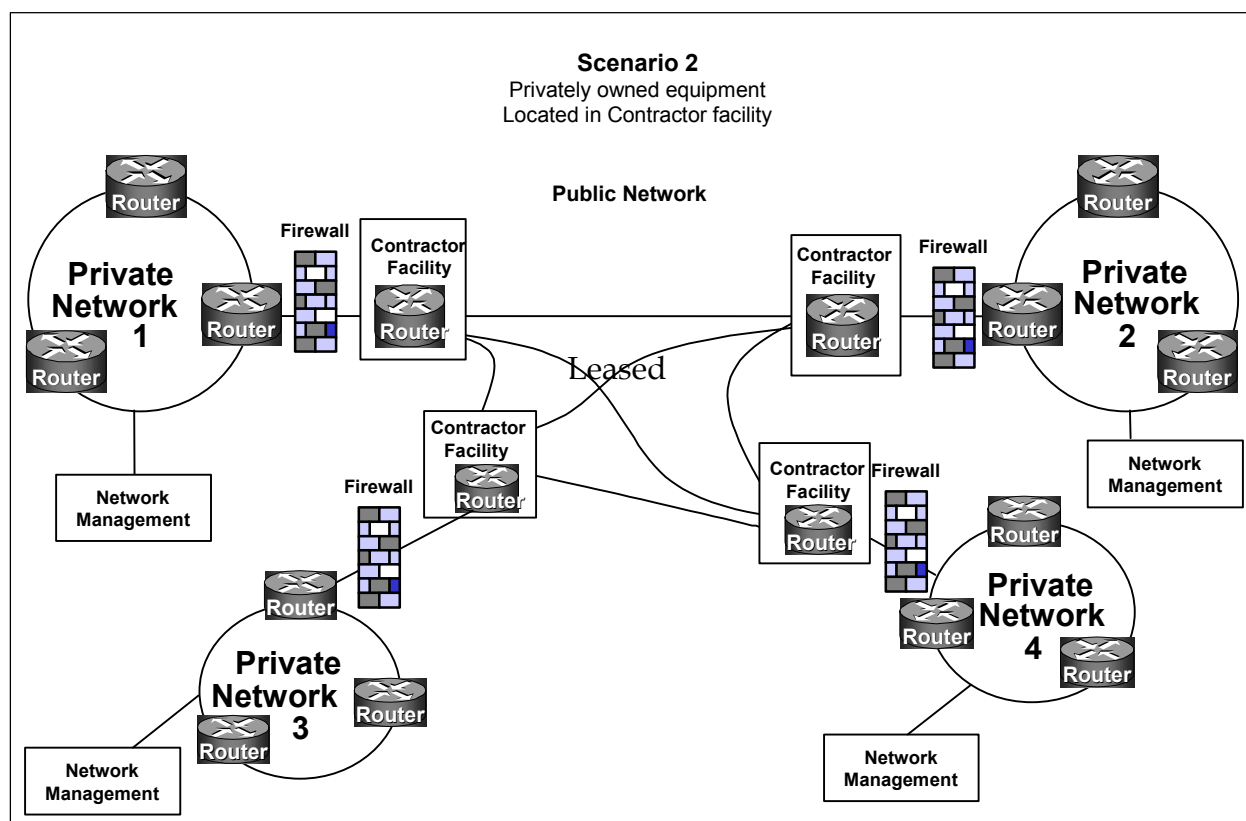 Scenario 2
Privately owned equipment
Located in Contractor facility
Public Network
Router
Private
Network
1
Router
Router
Network
Management
Firewall
Contractor
Facility
Router
Leased
Contractor
Facility
Router
Firewall
Router
Private
Network
2
Router
Router
Network
Management
Contractor
Facility
Router
Firewall
Router
Private
Network
3
Router
Router
Network
Management
Contractor
Facility
Router
Firewall
Router
Private
Network
4
Router
Router
Network
Management